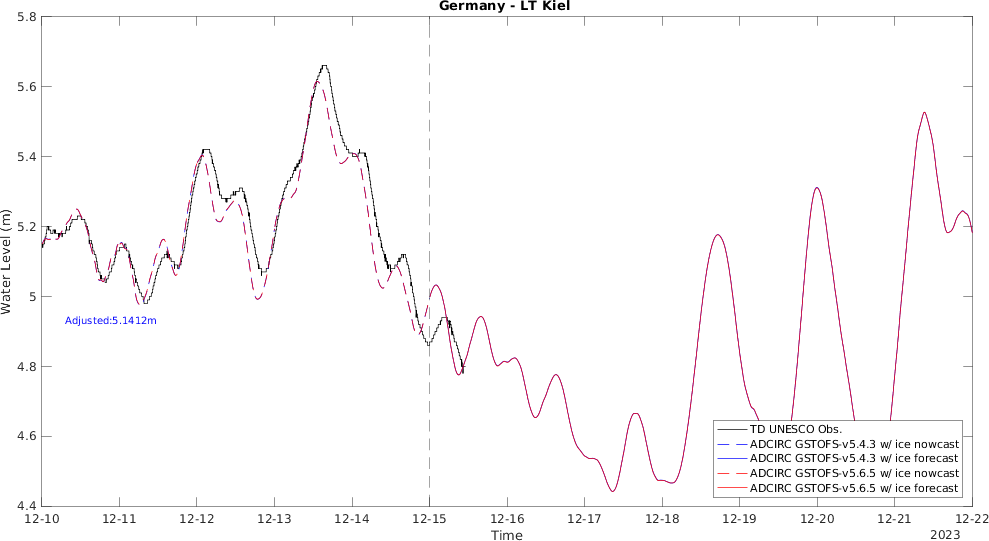 Germany - LT Kiel
5.8
5.6
5.4
5.2
5
4.8
4.6
4.4
Water Level (m)
Adjusted:5.1412m
TD UNESCO Obs.
ADCIRC GSTOFS-v5.4.3 w/ ice nowcast
ADCIRC GSTOFS-v5.4.3 w/ ice forecast
ADCIRC GSTOFS-v5.6.5 w/ ice nowcast
ADCIRC GSTOFS-v5.6.5 w/ ice forecast
12-10 12-11 12-12 12-13 12-14 12-15 12-16 12-17 12-18 12-19 12-20 12-21 12-22
Time
2023